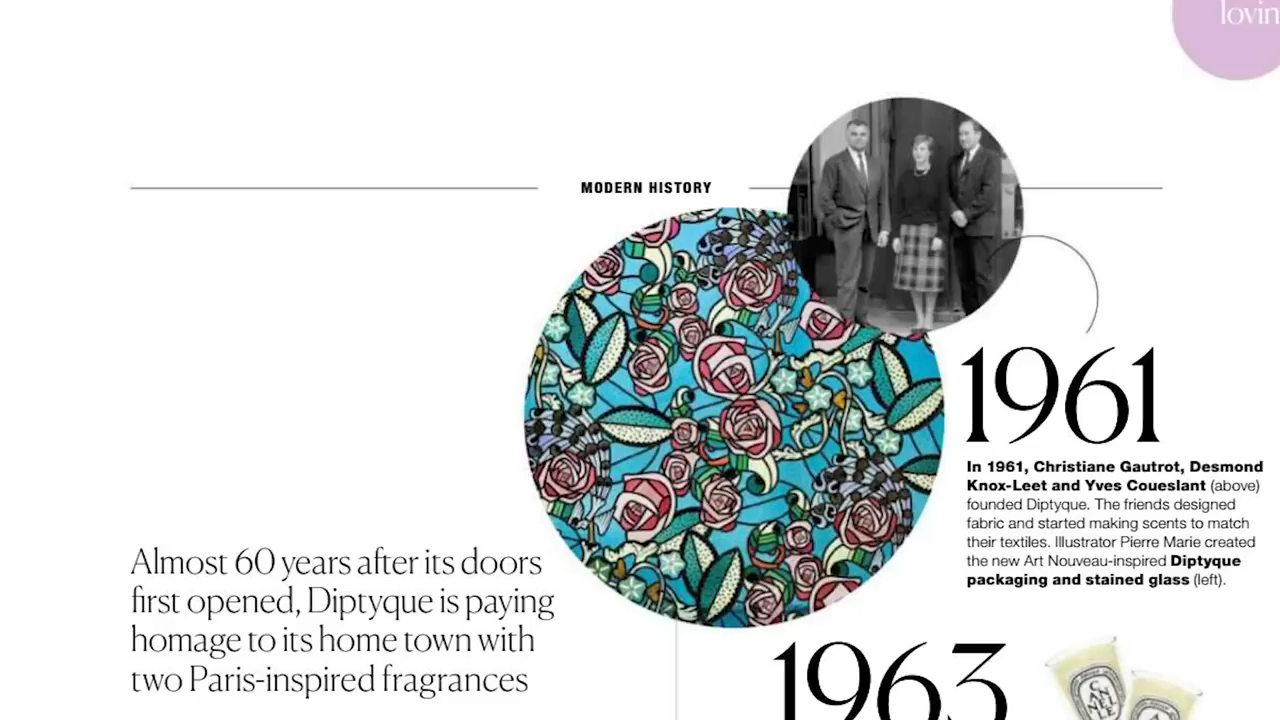 lovin
MODERN HISTORY
1961
In 1961, Christiane Gautrot, Desmond
Knox-Leet and Yves Coueslant (above)
founded Diptyque. The friends designed
fabric and started making scents to match
their textiles. Illustrator Pierre Marie created
the new Art Nouveau-inspired Diptyque
packaging and stained glass (left).
Almost 60 years after its doors
first opened, Diptyque is paying
homage to its home town with
two Paris-inspired fragrances
1963